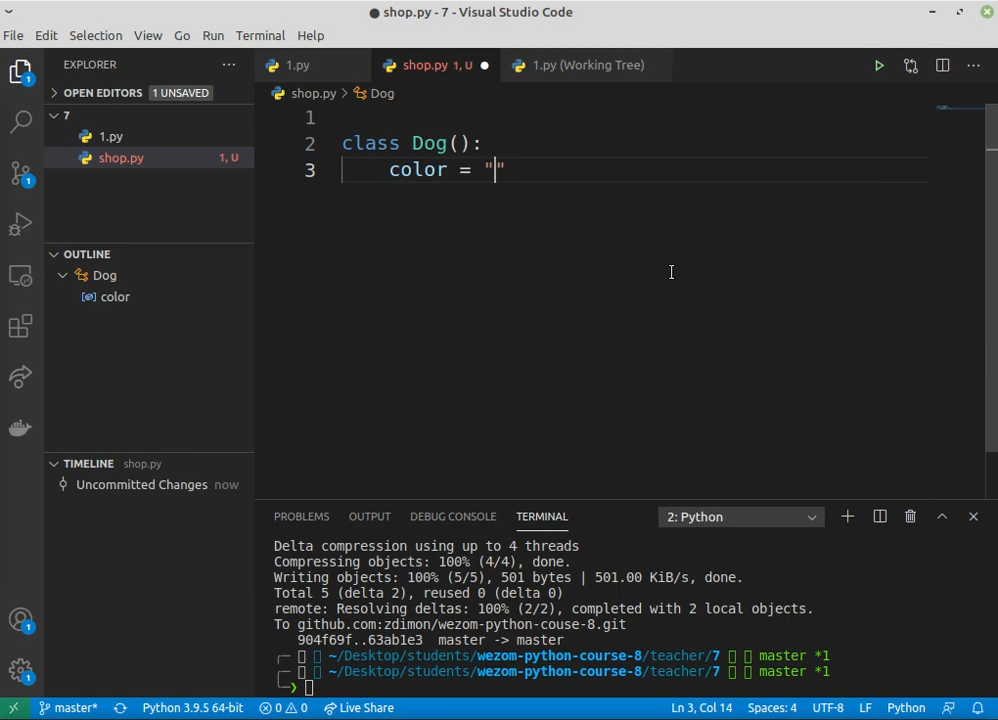 shop.py - 7 - Visual Studio Code
File Edit Selection View Go Run Terminal Help
EXPLORER
1.py
shop.py 1, U
1.py (Working Tree)
OPEN EDITORS 1 UNSAVED
shop.py > Dog
7
1.py
shop.py 1, U
1
2 class Dog():
3 color = ""
OUTLINE
Dog
color
TIMELINE shop.py
Uncommitted Changes now
PROBLEMS OUTPUT DEBUG CONSOLE TERMINAL 2: Python
Delta compression using up to 4 threads
Compressing objects: 100% (4/4), done.
Writing objects: 100% (5/5), 501 bytes | 501.00 KiB/s, done.
Total 5 (delta 2), reused 0 (delta 0)
remote: Resolving deltas: 100% (2/2), completed with 2 local objects.
To github.com:zdimon/wezom-python-couse-8.git
904f69f..63ab1e3 master -> master
~/Desktop/students/wezom-python-course-8/teacher/7 master *1
~/Desktop/students/wezom-python-course-8/teacher/7 master *1
1
1
1
1
master* Python 3.9.5 64-bit 0 0 Live Share Ln 3, Col 14 Spaces: 4 UTF-8 LF Python